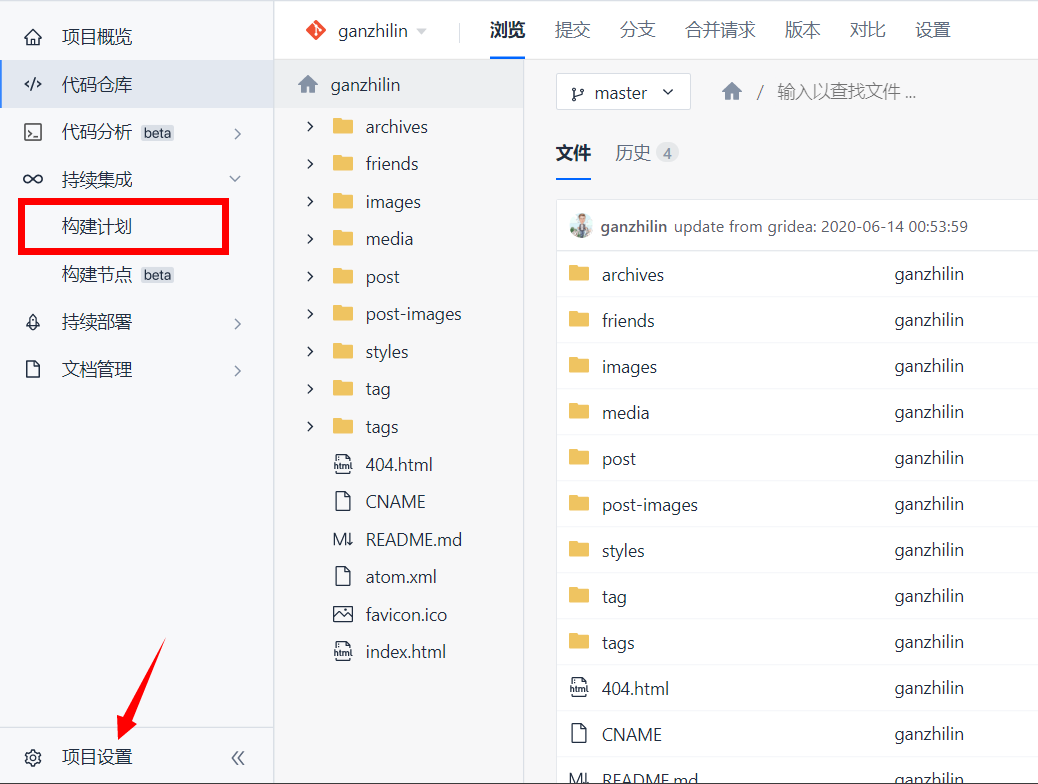 项目概览
代码仓库
代码分析 beta
持续集成
构建计划
构建节点 beta
持续部署
文档管理
项目设置
ganzhilin
浏览 提交 分支 合并请求 版本 对比 设置
ganzhilin
archives
friends
images
media
post
post-images
styles
tag
tags
html 404.html
CNAME
M↓ README.md
atom.xml
favicon.ico
html index.html
master
/ 输入以查找文件 ...
文件 历史 4
ganzhilin update from gridea: 2020-06-14 00:53:59
archives ganzhilin
friends ganzhilin
images ganzhilin
media ganzhilin
post ganzhilin
post-images ganzhilin
styles ganzhilin
tag ganzhilin
tags ganzhilin
html 404.html ganzhilin
CNAME ganzhilin
M↓ README.md ganzhilin